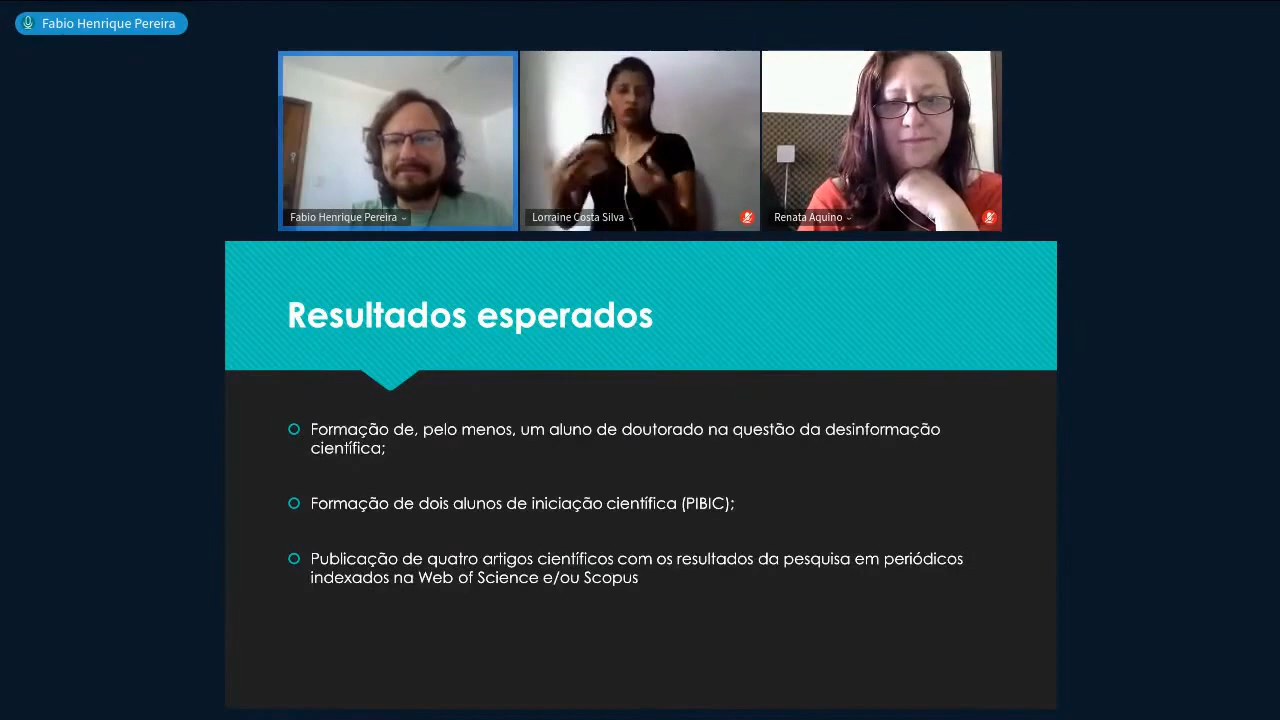 Fabio Henrique Pereira
Fabio Henrique Pereira
Lorraine Costa Silva
Renata Aquino
Resultados esperados
Formação de, pelo menos, um aluno de doutorado na questão da desinformação
científica;
Formação de dois alunos de iniciação científica (PIBIC);
Publicação de quatro artigos científicos com os resultados da pesquisa em periódicos
indexados na Web of Science e/ou Scopus